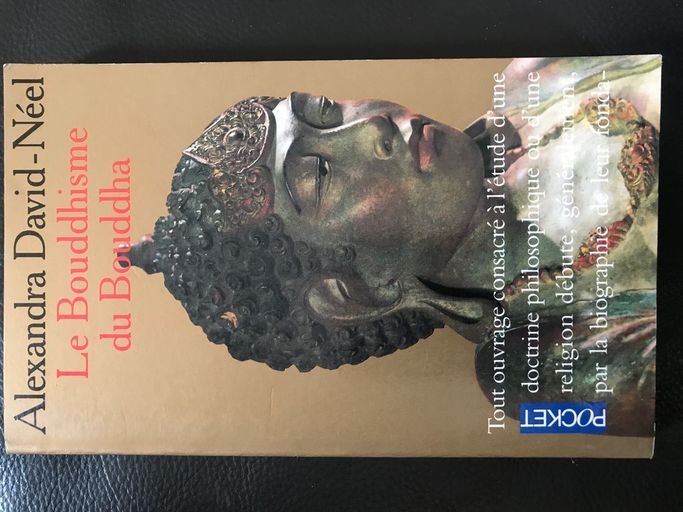 Alexandra David-Néel
Le Bouddhisme
du Bouddha
Tout ouvrage consacré à l'étude d'une
doctrine philosophique ou d'une
religion débute, généralement,
par la biographie de leur fonda-
POCKET